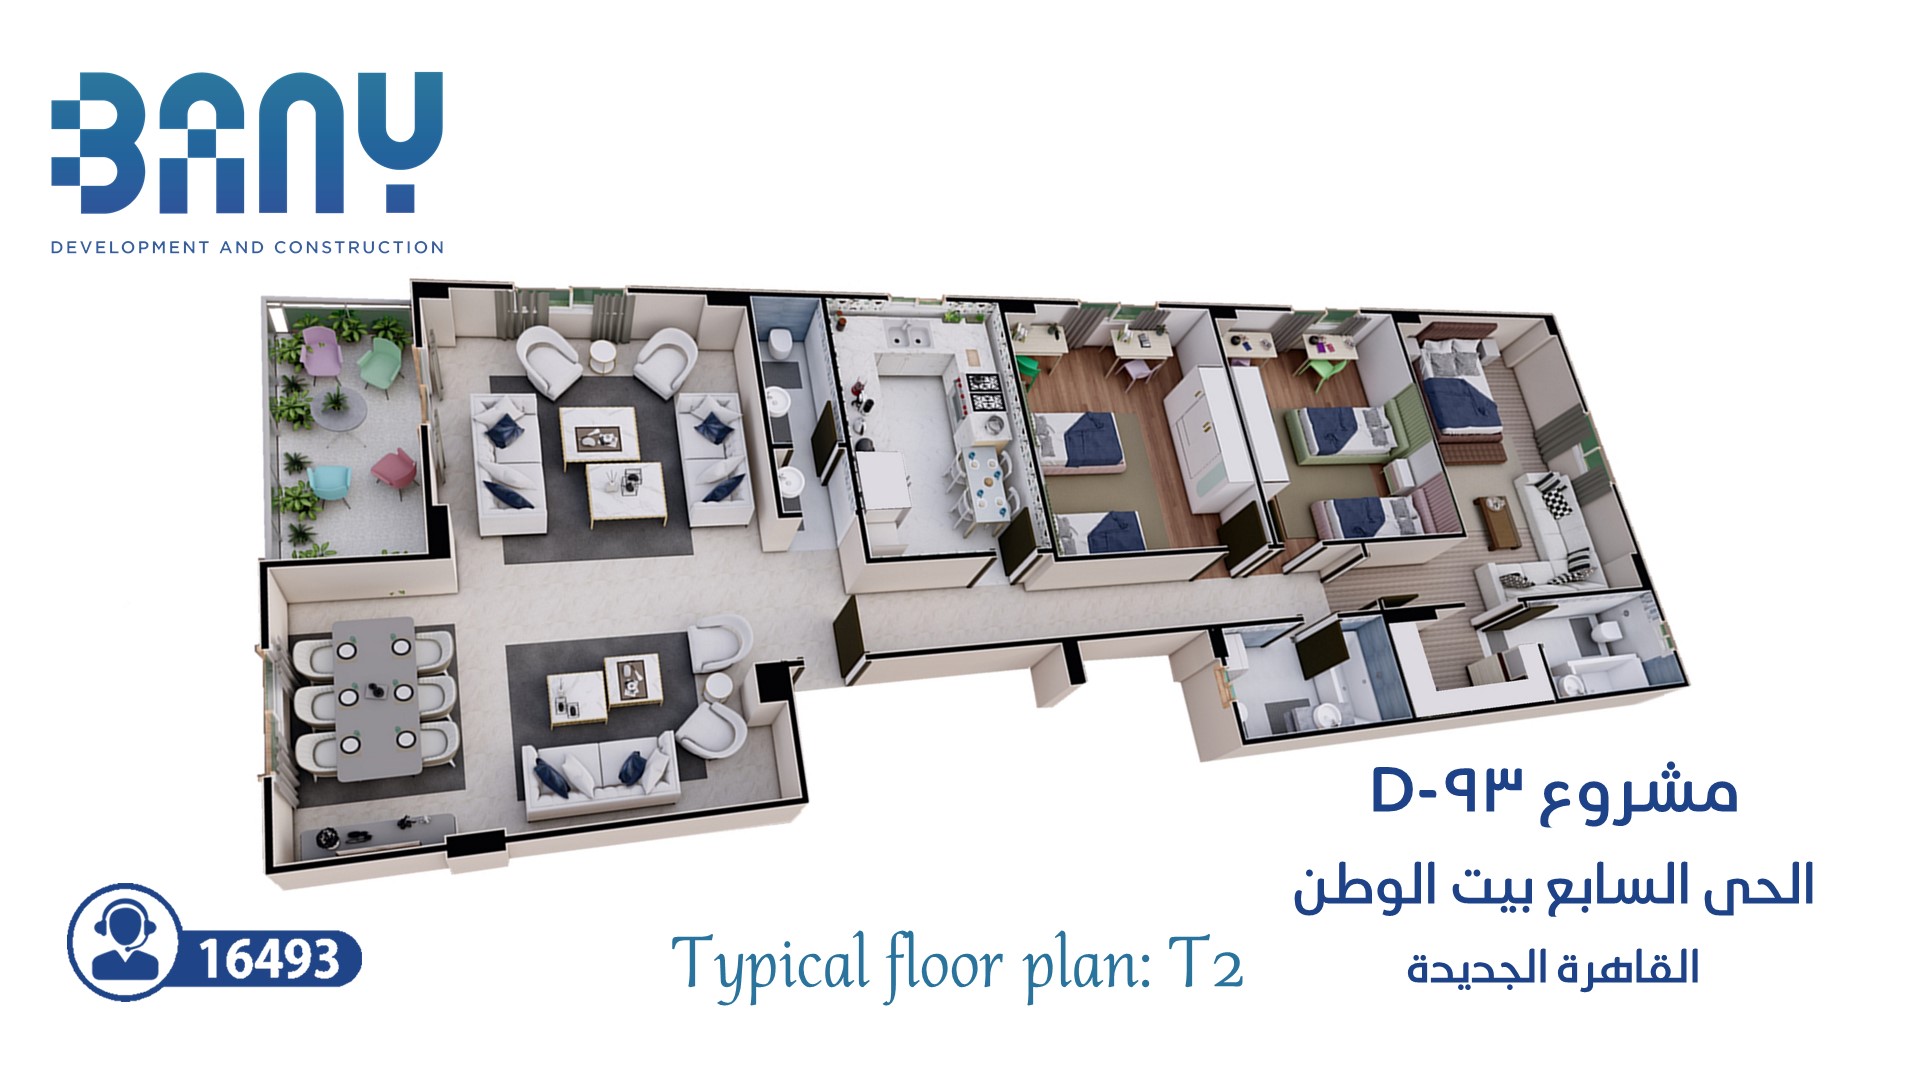 BANY
DEVELOPMENT AND CONSTRUCTION
مشروع D-٩٣
الحى السابع بيت الوطن
القاهرة الجديدة
Typical floor plan: T2
16493